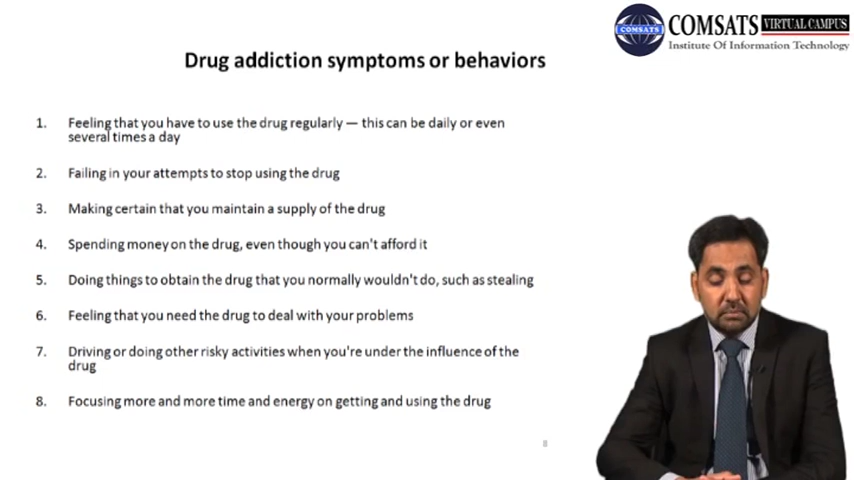 COMSATS VIRTUAL CAMPUS
COMSATS
Institute Of Information Technology
Drug addiction symptoms or behaviors
1. Feeling that you have to use the drug regularly — this can be daily or even
several times a day
2. Failing in your attempts to stop using the drug
3. Making certain that you maintain a supply of the drug
4. Spending money on the drug, even though you can't afford it
5. Doing things to obtain the drug that you normally wouldn't do, such as stealing
6. Feeling that you need the drug to deal with your problems
7. Driving or doing other risky activities when you're under the influence of the
drug
8. Focusing more and more time and energy on getting and using the drug
8